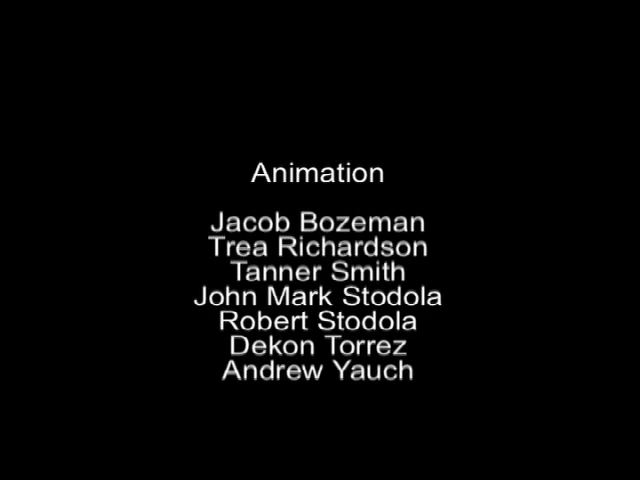 Animation
Jacob Bozeman
Trea Richardson
Tanner Smith
John Mark Stodola
Robert Stodola
Dekon Torrez
Andrew Yauch